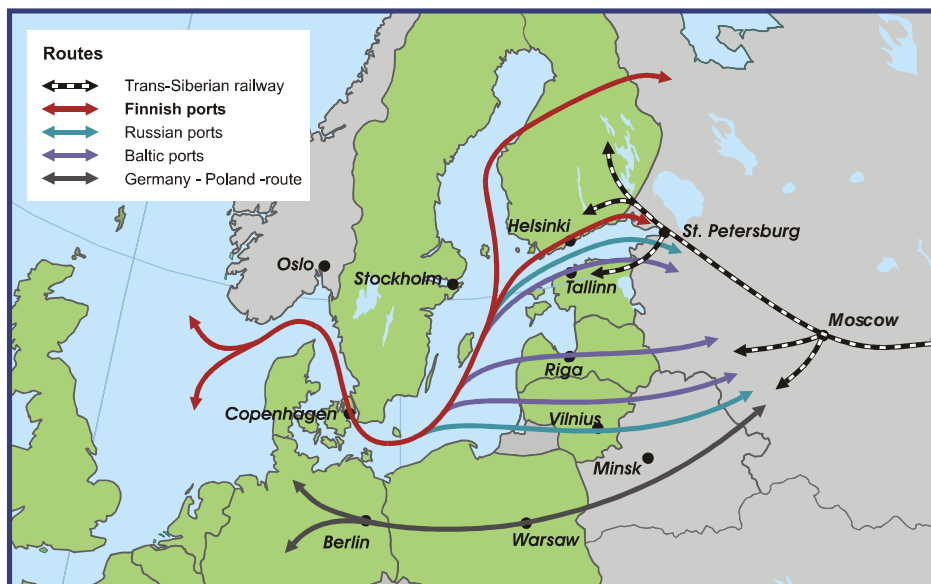 Routes
Trans-Siberian railway
Finnish ports
Russian ports
Baltic ports
Germany - Poland -route
Helsinki
St. Petersburg
Oslo
Stockholm
Tallinn
Moscow
Riga
Copenhagen
Vilnius
Minsk
Berlin
Warsaw